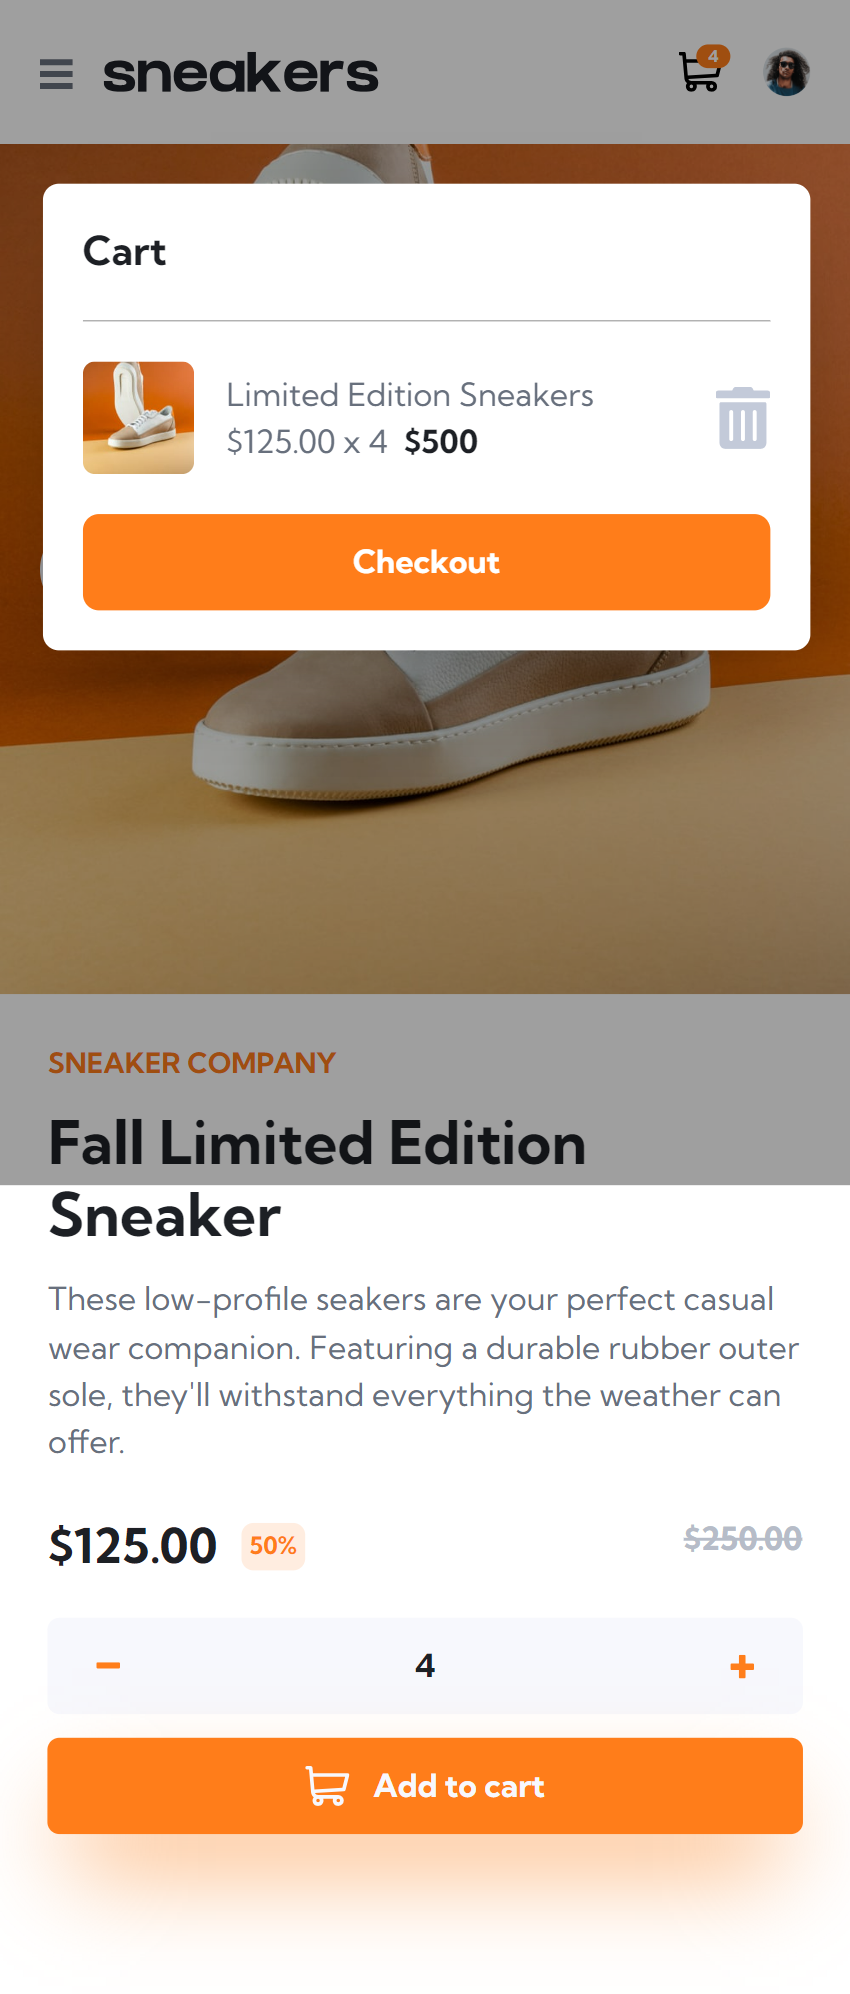 sneakers
4
Cart
Limited Edition Sneakers
$125.00 x 4 $500
Checkout
SNEAKER COMPANY
Fall Limited Edition
Sneaker
These low-profile seakers are your perfect casual
wear companion. Featuring a durable rubber outer
sole, they'll withstand everything the weather can
offer.
$125.00 50% $250.00
4
Add to cart